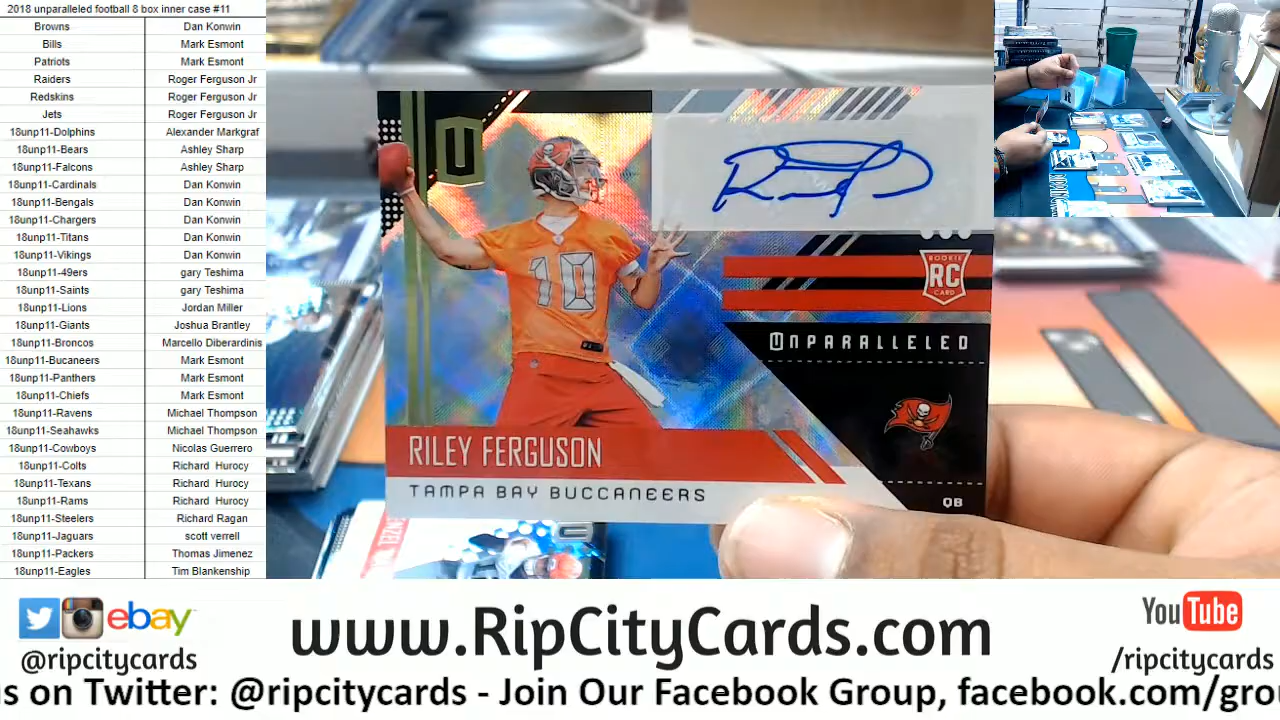 2018 unparalleled football 8 box inner case #11
Browns Dan Konwin
Bills Mark Esmont
Patriots Mark Esmont
Raiders Roger Ferguson Jr
Redskins Roger Ferguson Jr
Jets Roger Ferguson Jr
18unp11-Dolphins Alexander Markgraf
18unp11-Bears Ashley Sharp
18unp11-Falcons Ashley Sharp
18unp11-Cardinals Dan Konwin
18unp11-Bengals Dan Konwin
18unp11-Chargers Dan Konwin
18unp11-Titans Dan Konwin
18unp11-Vikings Dan Konwin
18unp11-49ers gary Teshima
18unp11-Saints gary Teshima
18unp11-Lions Jordan Miller
18unp11-Giants Joshua Brantley
18unp11-Broncos Marcello Diberardinis
18unp11-Bucaneers Mark Esmont
18unp11-Panthers Mark Esmont
18unp11-Chiefs Mark Esmont
18unp11-Ravens Michael Thompson
18unp11-Seahawks Michael Thompson
18unp11-Cowboys Nicolas Guerrero
18unp11-Colts Richard Hurocy
18unp11-Texans Richard Hurocy
18unp11-Rams Richard Hurocy
18unp11-Steelers Richard Ragan
18unp11-Jaguars scott verrell
18unp11-Packers Thomas Jimenez
18unp11-Eagles Tim Blankenship
U
10
ROOKIE
RC
CARD
UNPARALLELED
RILEY FERGUSON
TAMPA BAY BUCCANEERS
QB
ebay
@ripcitycards
www.RipCityCards.com
YouTube
/ripcitycards
s on Twitter: @ripcitycards - Join Our Facebook Group, facebook.com/grou